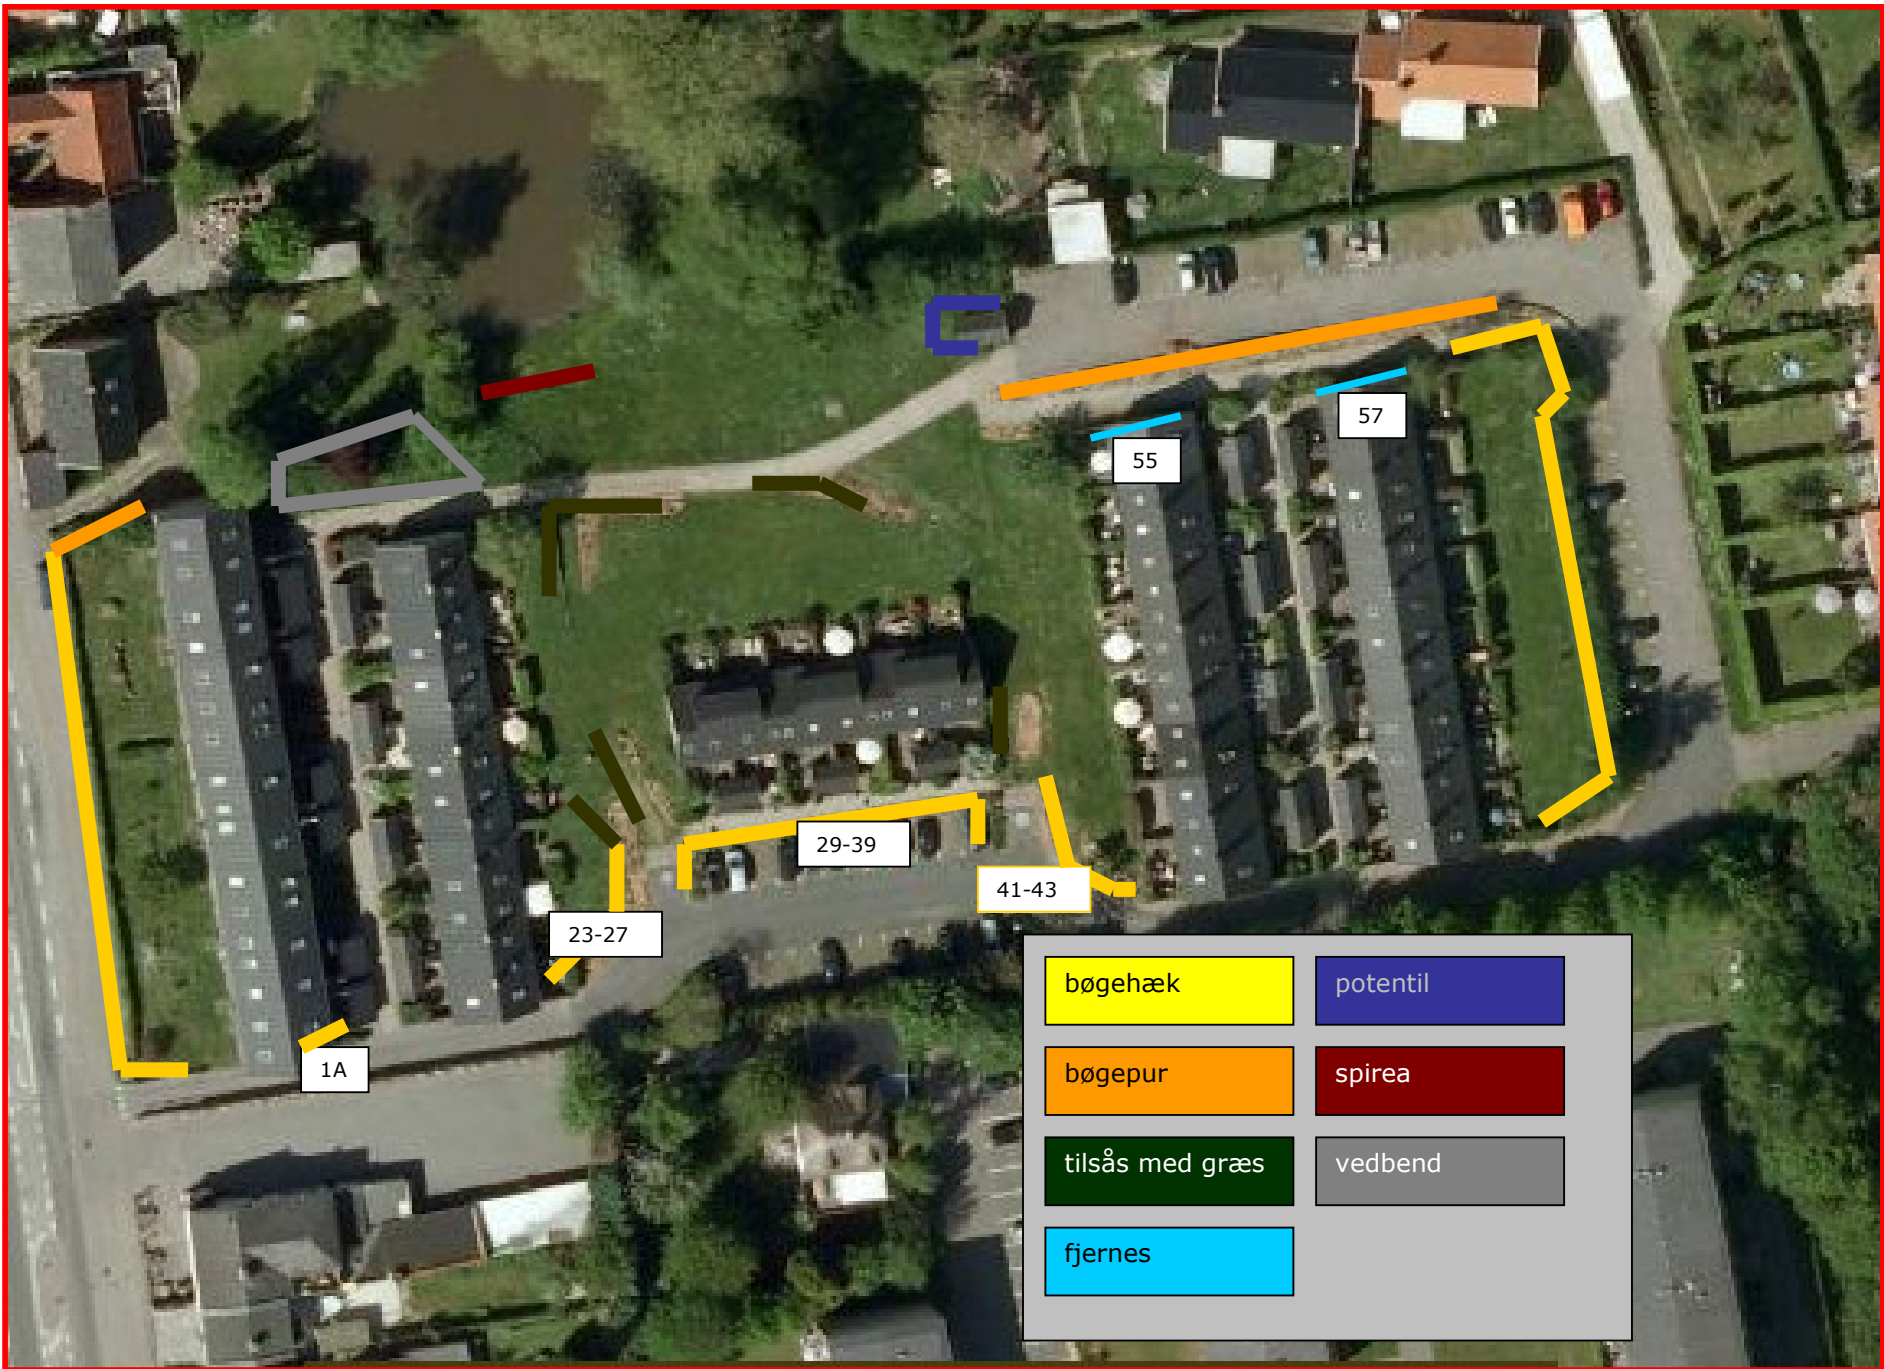 57
55
29-39
41-43
23-27
1A
bøgehæk
potentil
bøgepur
spirea
tilsås med græs
vedbend
fjernes